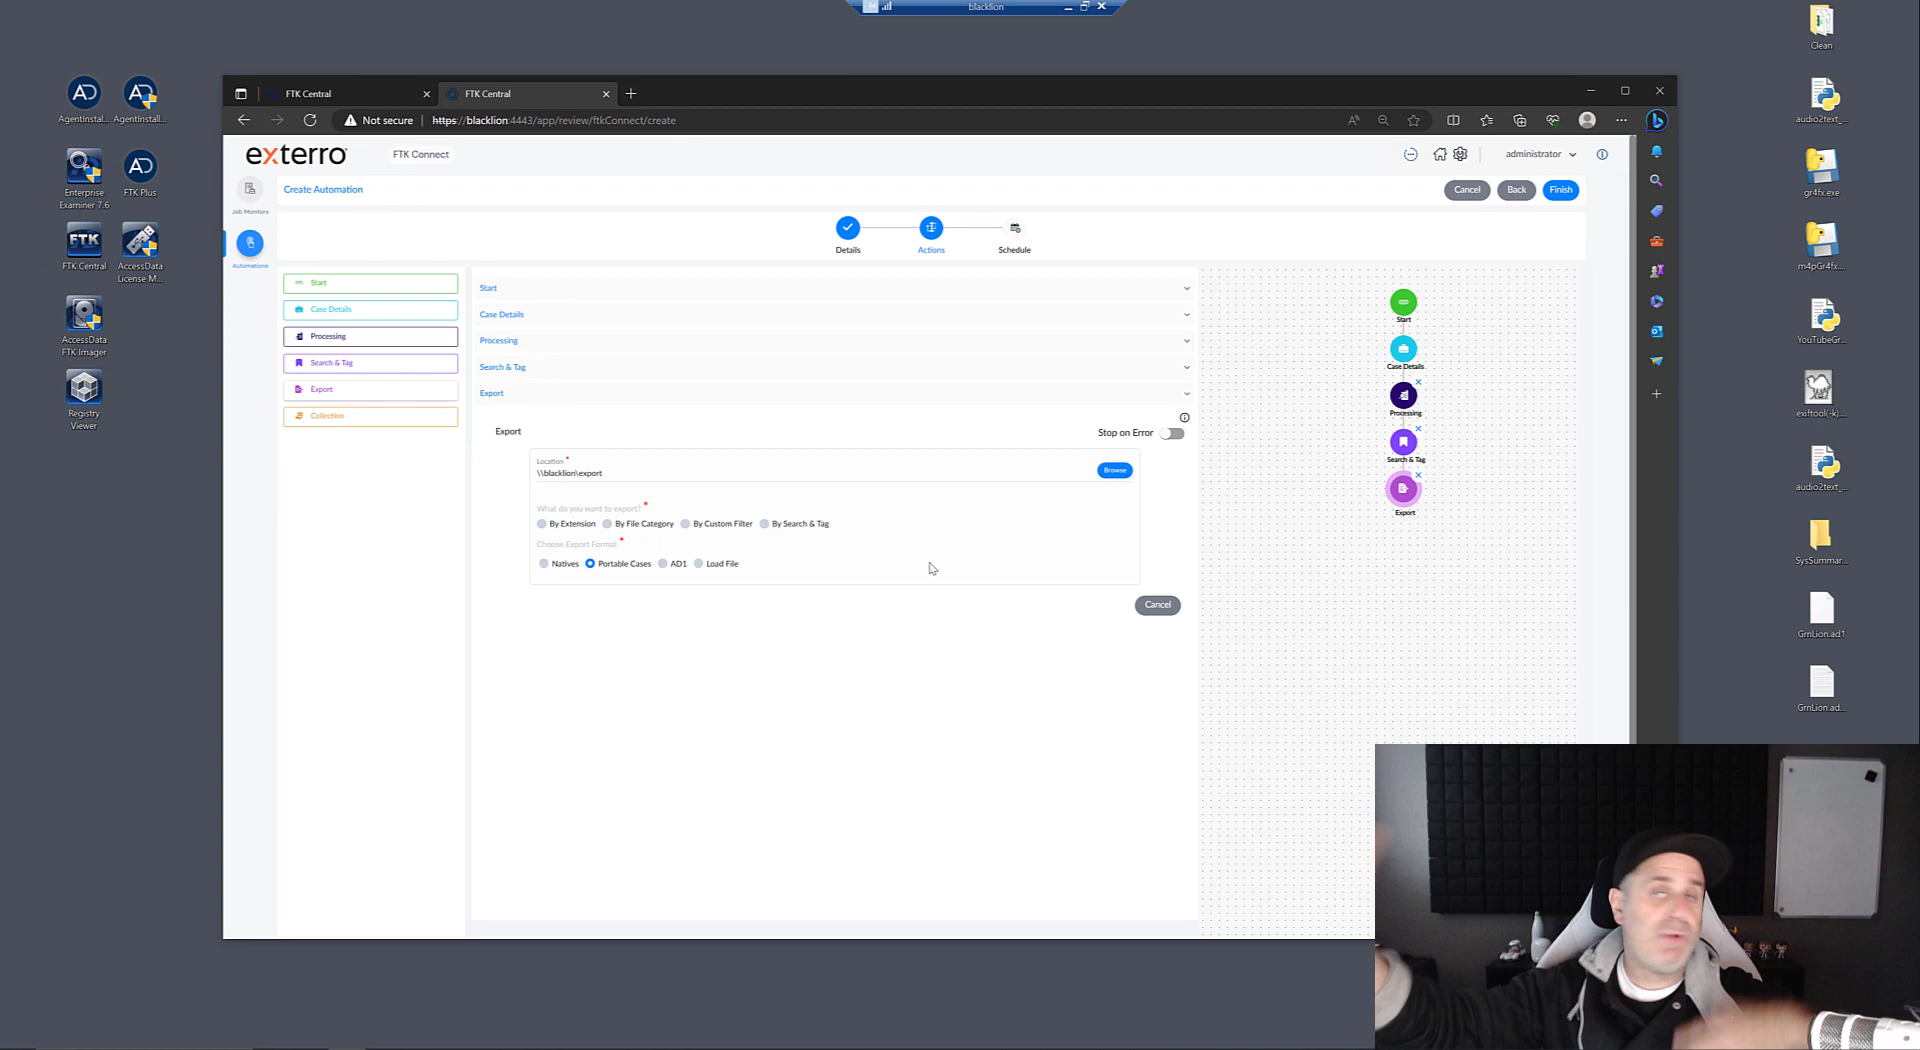 blacklion
Clean
AgentInstal...
AgentInstall...
audio2text_...
Enterprise
Examiner 7.6
FTK Plus
gr4fx.exe
FTK
FTK Central
AccessData
License M...
m4pGr4fx....
AccessData
FTK Imager
YouTubeGr...
Registry
Viewer
exiftool(-k)....
audio2text_...
SysSummar...
GrnLion.ad1
GrnLion.ad...
FTK Central
FTK Central
Not secure
https://blacklion:4443/app/review/ftkConnect/create
exterro
FTK Connect
administrator
Job Monitors
Automations
Create Automation
Cancel
Back
Finish
Details
Actions
Schedule
Start
Case Details
Processing
Search & Tag
Export
Collection
Start
Case Details
Processing
Search & Tag
Export
Export
Stop on Error
Location *
\\blacklion\export
Browse
What do you want to export? *
By Extension By File Category By Custom Filter By Search & Tag
Choose Export Format *
Natives Portable Cases AD1 Load File
Cancel
Start
Case Details
Processing
Search & Tag
Export